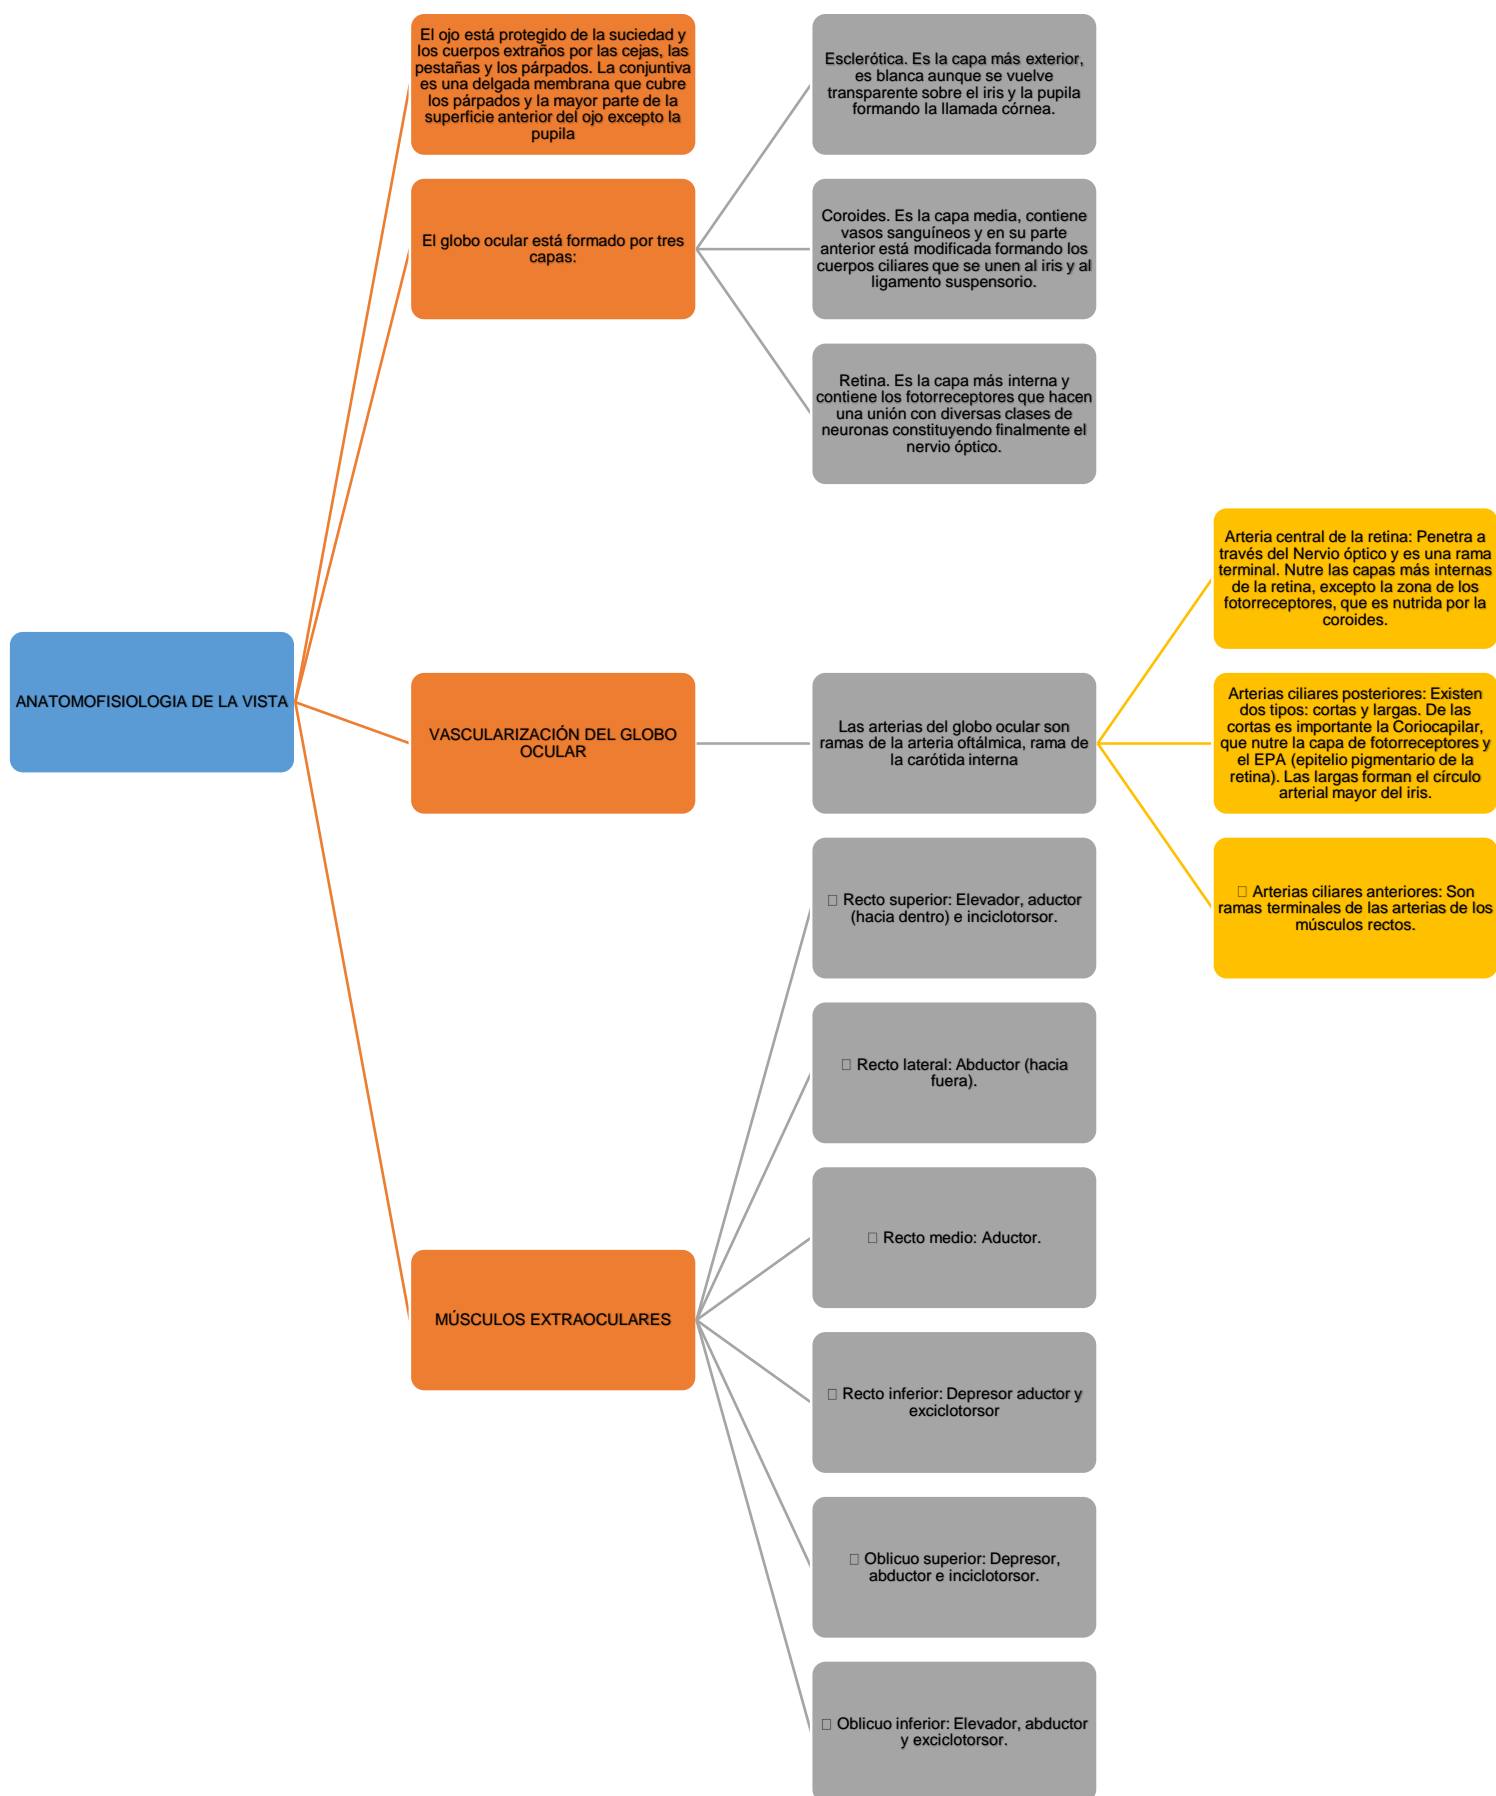 El ojo está protegido de la suciedad y
los cuerpos extraños por las cejas, las
pestañas y los párpados. La conjuntiva
es una delgada membrana que cubre
los párpados y la mayor parte de la
superficie anterior del ojo excepto la
pupila
Esclerótica. Es la capa más exterior,
es blanca aunque se vuelve
transparente sobre el iris y la pupila
formando la llamada córnea.
El globo ocular está formado por tres
capas:
Coroides. Es la capa media, contiene
vasos sanguíneos y en su parte
anterior está modificada formando los
cuerpos ciliares que se unen al iris y al
ligamento suspensorio.
Retina. Es la capa más interna y
contiene los fotorreceptores que hacen
una unión con diversas clases de
neuronas constituyendo finalmente el
nervio óptico.
ANATOMOFISIOLOGIA DE LA VISTA
VASCULARIZACIÓN DEL GLOBO
OCULAR
Las arterias del globo ocular son
ramas de la arteria oftálmica, rama de
la carótida interna
Arteria central de la retina: Penetra a
través del Nervio óptico y es una rama
terminal. Nutre las capas más internas
de la retina, excepto la zona de los
fotorreceptores, que es nutrida por la
coroides.
Arterias ciliares posteriores: Existen
dos tipos: cortas y largas. De las
cortas es importante la Coriocapilar,
que nutre la capa de fotorreceptores y
el EPA (epitelio pigmentario de la
retina). Las largas forman el círculo
arterial mayor del iris.
Arterias ciliares anteriores: Son
ramas terminales de las arterias de los
músculos rectos.
MÚSCULOS EXTRAOCULARES
Recto superior: Elevador, aductor
(hacia dentro) e inciclotorsor.
Recto lateral: Abductor (hacia
fuera).
Recto medio: Aductor.
Recto inferior: Depresor aductor y
exciclotorsor
Oblicuo superior: Depresor,
abductor e inciclotorsor.
Oblicuo inferior: Elevador, abductor
y exciclotorsor.